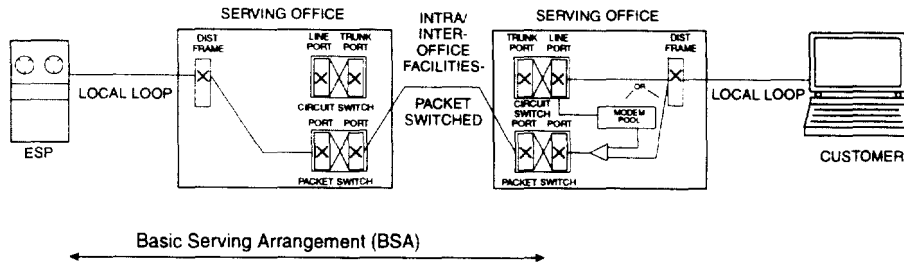 SERVING OFFICE
DIST
FRAME
LINE
PORT
TRUNK
PORT
CIRCUIT SWITCH
PORT
PORT
PACKET SWITCH
LOCAL LOOP
ESP
INTRA/
INTER-
OFFICE
FACILITIES-
PACKET
SWITCHED
SERVING OFFICE
TRUNK
PORT
LINE
PORT
DIST
FRAME
CIRCUIT
SWITCH
PORT
PORT
OR
MODEM
POOL
PACKET SWITCH
LOCAL LOOP
CUSTOMER
Basic Serving Arrangement (BSA)